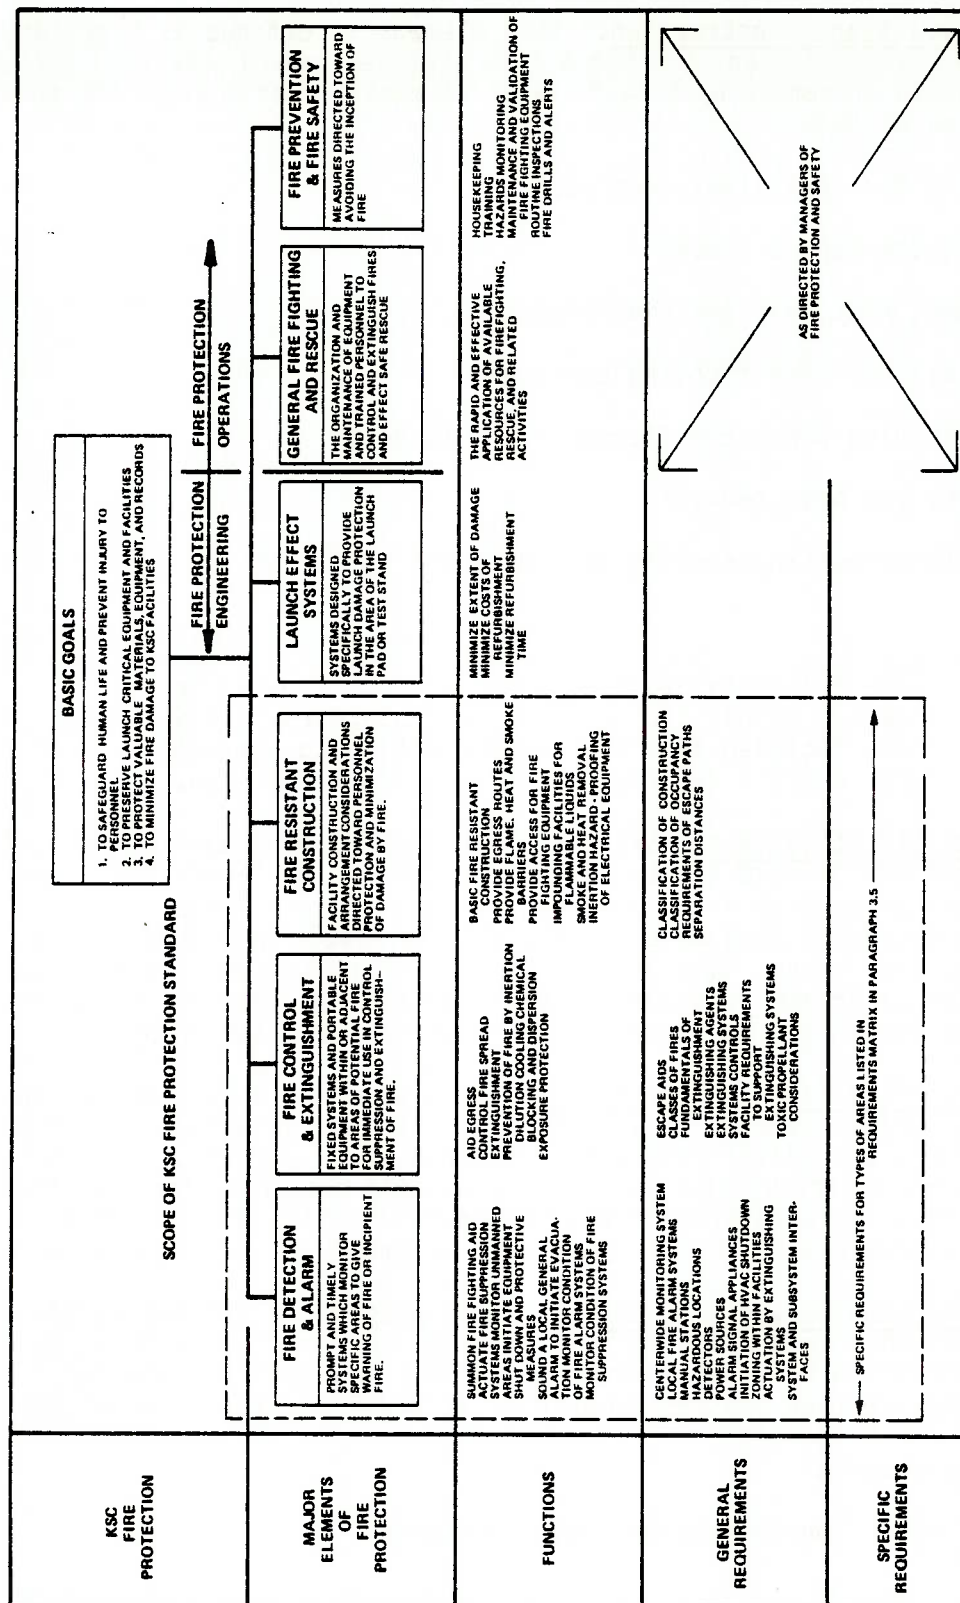 KSC
FIRE
PROTECTION
SCOPE OF KSC FIRE PROTECTION STANDARD
BASIC GOALS
1. TO SAFEGUARD HUMAN LIFE AND PREVENT INJURY TO
PERSONNEL
2. TO PRESERVE LAUNCH CRITICAL EQUIPMENT AND FACILITIES
3. TO PROTECT VALUABLE MATERIALS, EQUIPMENT, AND RECORDS
4. TO MINIMIZE FIRE DAMAGE TO KSC FACILITIES
FIRE PROTECTION
ENGINEERING
FIRE PROTECTION
OPERATIONS
MAJOR
ELEMENTS
OF
FIRE
PROTECTION
FIRE DETECTION
& ALARM
PROMPT AND TIMELY
SYSTEMS WHICH MONITOR
SPECIFIC AREAS TO GIVE
WARNING OF FIRE OR INCIPIENT
FIRE.
FIRE CONTROL
& EXTINGUISHMENT
FIXED SYSTEMS AND PORTABLE
EQUIPMENT WITHIN OR ADJACENT
TO AREAS OF POTENTIAL FIRE
FOR IMMEDIATE USE IN CONTROL
SUPPRESSION AND EXTINGUISH-
MENT OF FIRE.
FIRE RESISTANT
CONSTRUCTION
FACILITY CONSTRUCTION AND
ARRANGEMENT CONSIDERATIONS
DIRECTED TOWARD PERSONNEL
PROTECTION AND MINIMIZATION
OF DAMAGE BY FIRE.
LAUNCH EFFECT
SYSTEMS
SYSTEMS DESIGNED
SPECIFICALLY TO PROVIDE
LAUNCH DAMAGE PROTECTION
IN THE AREA OF THE LAUNCH
PAD OR TEST STAND
GENERAL FIRE FIGHTING
AND RESCUE
THE ORGANIZATION AND
MAINTENANCE OF EQUIPMENT
AND TRAINED PERSONNEL TO
CONTROL AND EXTINGUISH FIRES
AND EFFECT SAFE RESCUE
FIRE PREVENTION
& FIRE SAFETY
MEASURES DIRECTED TOWARD
AVOIDING THE INCEPTION OF
FIRE
FUNCTIONS
SUMMON FIRE FIGHTING AID
ACTUATE FIRE SUPPRESSION
SYSTEMS MONITOR UNMANNED
AREAS INITIATE EQUIPMENT
SHUT DOWN AND PROTECTIVE
MEASURES
SOUND A LOCAL GENERAL
ALARM TO INITIATE EVACUA-
TION MONITOR CONDITION
OF FIRE ALARM SYSTEMS
MONITOR CONDITION OF FIRE
SUPPRESSION SYSTEMS
AID EGRESS
CONTROL FIRE SPREAD
EXTINGUISHMENT
PREVENTION OF FIRE BY INERTION
DILUTION COOLING CHEMICAL
BLOCKING AND DISPERSION
EXPOSURE PROTECTION
BASIC FIRE RESISTANT
CONSTRUCTION
PROVIDE EGRESS ROUTES
PROVIDE FLAME, HEAT AND SMOKE
BARRIERS
PROVIDE ACCESS FOR FIRE
FIGHTING EQUIPMENT
IMPOUNDING FACILITIES FOR
FLAMMABLE LIQUIDS
SMOKE AND HEAT REMOVAL
INERTION HAZARD - PROOFING
OF ELECTRICAL EQUIPMENT
MINIMIZE EXTENT OF DAMAGE
MINIMIZE COSTS OF
REFURBISHMENT
MINIMIZE REFURBISHMENT
TIME
THE RAPID AND EFFECTIVE
APPLICATION OF AVAILABLE
RESOURCES FOR FIREFIGHTING,
RESCUE, AND RELATED
ACTIVITIES
HOUSEKEEPING
TRAINING
HAZARDS MONITORING
MAINTENANCE AND VALIDATION OF
FIRE FIGHTING EQUIPMENT
ROUTINE INSPECTIONS
FIRE DRILLS AND ALERTS
GENERAL
REQUIREMENTS
CENTERWIDE MONITORING SYSTEM
LOCAL FIRE ALARM SYSTEMS
MANUAL STATIONS
HAZARDOUS LOCATIONS
DETECTORS
POWER SOURCES
ALARM SIGNAL APPLIANCES
INITIATION OF HVAC SHUTDOWN
ZONING WITHIN FACILITIES
ACTUATION BY EXTINGUISHING
SYSTEM AND SUBSYSTEM INTER-
FACES
ESCAPE AIDS
CLASSES OF FIRES
FUNDAMENTALS OF
EXTINGUISHMENT
EXTINGUISHING AGENTS
EXTINGUISHING SYSTEMS
SYSTEMS CONTROLS
FACILITY REQUIREMENTS
TO SUPPORT
EXTINGUISHING SYSTEMS
TOXIC PROPELLANT
CONSIDERATIONS
CLASSIFICATION OF CONSTRUCTION
CLASSIFICATION OF OCCUPANCY
REQUIREMENTS OF ESCAPE PATHS
SEPARATION DISTANCES
AS DIRECTED BY MANAGERS OF
FIRE PROTECTION AND SAFETY
SPECIFIC
REQUIREMENTS
SPECIFIC REQUIREMENTS FOR TYPES OF AREAS LISTED IN
REQUIREMENTS MATRIX IN PARAGRAPH 3.5